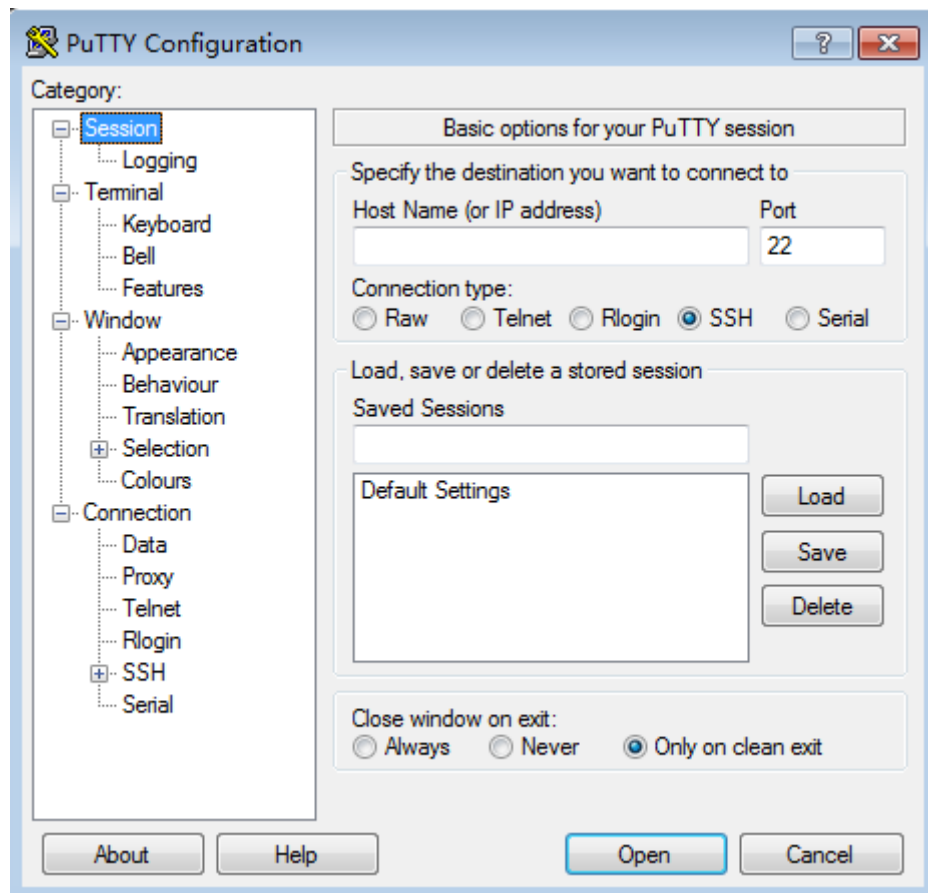 PuTTY Configuration
Category:
Session
Logging
Terminal
Keyboard
Bell
Features
Window
Appearance
Behaviour
Translation
Selection
Colours
Connection
Data
Proxy
Telnet
Rlogin
SSH
Serial
Basic options for your PuTTY session
Specify the destination you want to connect to
Host Name (or IP address) Port
22
Connection type:
Raw Telnet Rlogin SSH Serial
Load, save or delete a stored session
Saved Sessions
Default Settings
Load
Save
Delete
Close window on exit:
Always Never Only on clean exit
About Help Open Cancel